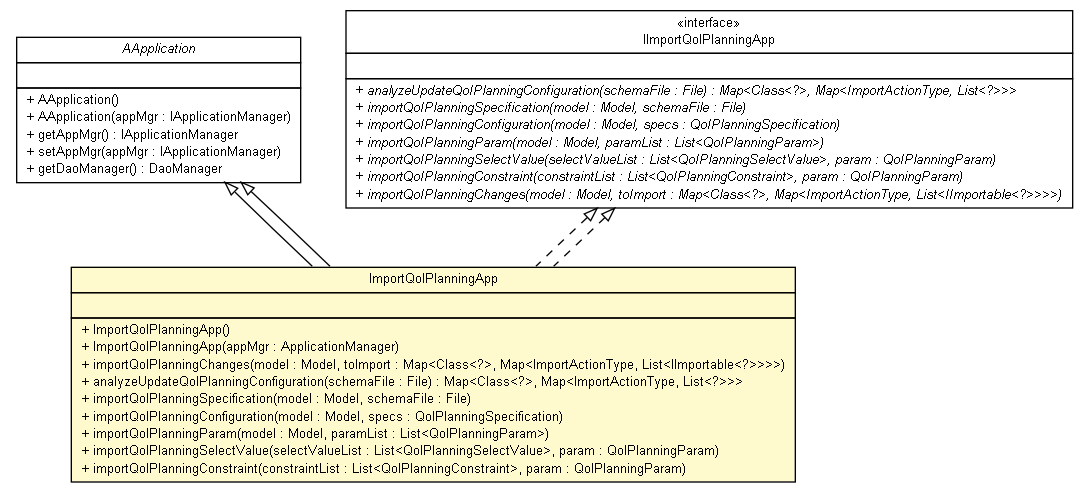 AApplication
+ AApplication()
+ AApplication(appMgr : IApplicationManager)
+ getAppMgr() : IApplicationManager
+ setAppMgr(appMgr : IApplicationManager)
+ getDaoManager() : DaoManager
«interface»
IImportQoIPlanningApp
+ analyzeUpdateQoIPlanningConfiguration(schemaFile : File) : Map<Class<?>, Map<ImportActionType, List<?>>>
+ importQoIPlanningSpecification(model : Model, schemaFile : File)
+ importQoIPlanningConfiguration(model : Model, specs : QoIPlanningSpecification)
+ importQoIPlanningParam(model : Model, paramList : List<QoIPlanningParam>)
+ importQoIPlanningSelectValue(selectValueList : List<QoIPlanningSelectValue>, param : QoIPlanningParam)
+ importQoIPlanningConstraint(constraintList : List<QoIPlanningConstraint>, param : QoIPlanningParam)
+ importQoIPlanningChanges(model : Model, toImport : Map<Class<?>, Map<ImportActionType, List<IImportable<?>>>>)
ImportQoIPlanningApp
+ ImportQoIPlanningApp()
+ ImportQoIPlanningApp(appMgr : ApplicationManager)
+ importQoIPlanningChanges(model : Model, toImport : Map<Class<?>, Map<ImportActionType, List<IImportable<?>>>>)
+ analyzeUpdateQoIPlanningConfiguration(schemaFile : File) : Map<Class<?>, Map<ImportActionType, List<?>>>
+ importQoIPlanningSpecification(model : Model, schemaFile : File)
+ importQoIPlanningConfiguration(model : Model, specs : QoIPlanningSpecification)
+ importQoIPlanningParam(model : Model, paramList : List<QoIPlanningParam>)
+ importQoIPlanningSelectValue(selectValueList : List<QoIPlanningSelectValue>, param : QoIPlanningParam)
+ importQoIPlanningConstraint(constraintList : List<QoIPlanningConstraint>, param : QoIPlanningParam)